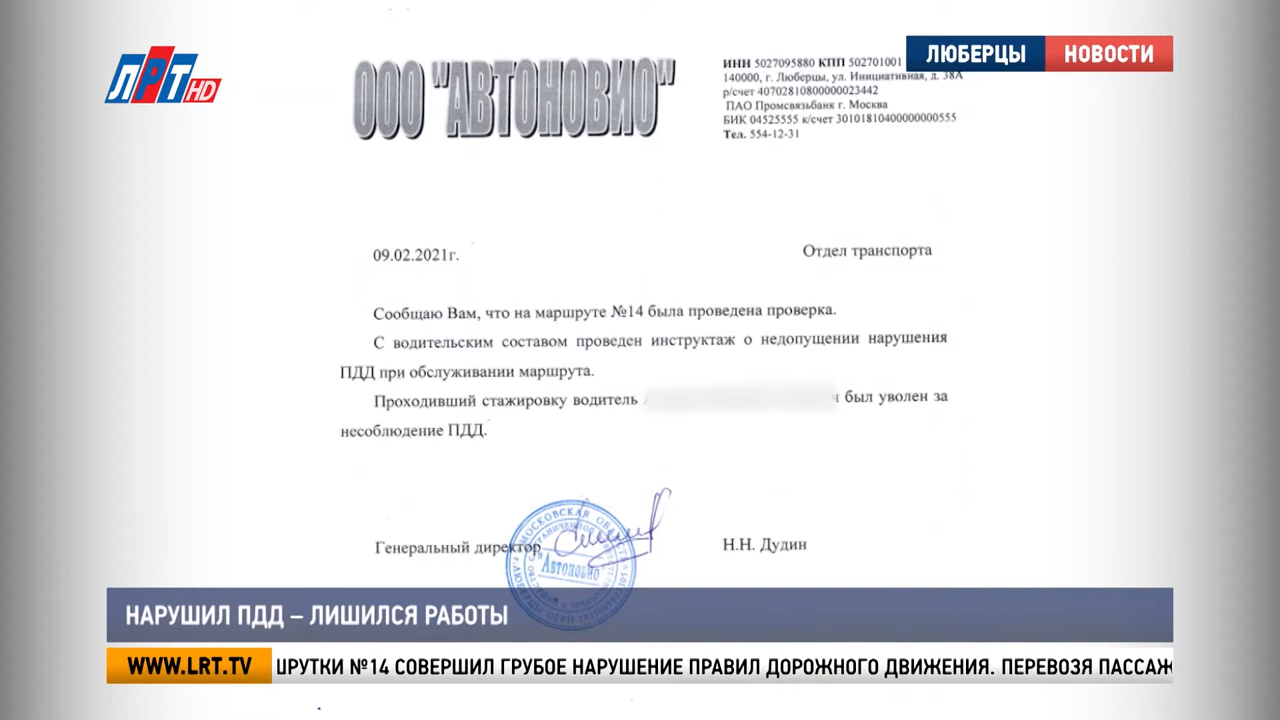 ЛРТ HD
ЛЮБЕРЦЫ НОВОСТИ
ООО "АВТОНОВИО"
ИНН 5027095880 КПП 502701001
140000, г. Люберцы, ул. Инициативная, д. 38А
р/счет 40702810800000023442
ПАО Промсвязьбанк г. Москва
БИК 04525555 к/счет 30101810400000000555
Тел. 554-12-31
09.02.2021г.
Отдел транспорта
Сообщаю Вам, что на маршруте №14 была проведена проверка.
С водительским составом проведен инструктаж о недопущении нарушения
ПДД при обслуживании маршрута.
Проходивший стажировку водитель был уволен за
несоблюдение ПДД.
Генеральный директор
Н.Н. Дудин
МОСКОВСКАЯ ОБЛАСТЬ
"Автоновио"
ЛЮБЕРЦЫ ОГРН
НАРУШИЛ ПДД – ЛИШИЛСЯ РАБОТЫ
WWW.LRT.TV
ШРУТКИ №14 СОВЕРШИЛ ГРУБОЕ НАРУШЕНИЕ ПРАВИЛ ДОРОЖНОГО ДВИЖЕНИЯ. ПЕРЕВОЗЯ ПАССАЖ